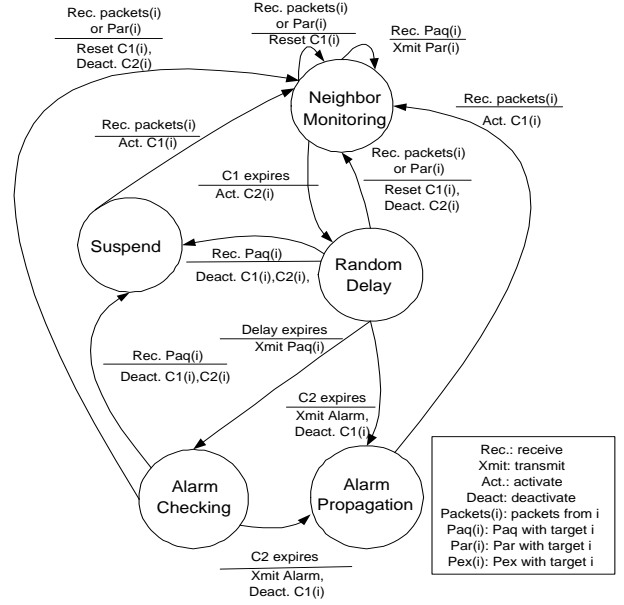 Rec. packets(i)
or Par(i)
Reset C1(i),
Deact. C2(i)
Rec. packets(i)
or Par(i)
Reset C1(i)
Rec. Paq(i)
Xmit Par(i)
Neighbor
Monitoring
Rec. packets(i)
Act. C1(i)
Rec. packets(i)
Act. C1(i)
C1 expires
Act. C2(i)
Rec. packets(i)
or Par(i)
Reset C1(i),
Deact. C2(i)
Suspend
Rec. Paq(i)
Deact. C1(i),C2(i),
Random
Delay
Delay expires
Xmit Paq(i)
Rec. Paq(i)
Deact. C1(i),C2(i)
C2 expires
Xmit Alarm,
Deact. C1(i)
Alarm
Checking
Alarm
Propagation
C2 expires
Xmit Alarm,
Deact. C1(i)
Rec.: receive
Xmit: transmit
Act.: activate
Deact: deactivate
Packets(i): packets from i
Paq(i): Paq with target i
Par(i): Par with target i
Pex(i): Pex with target i